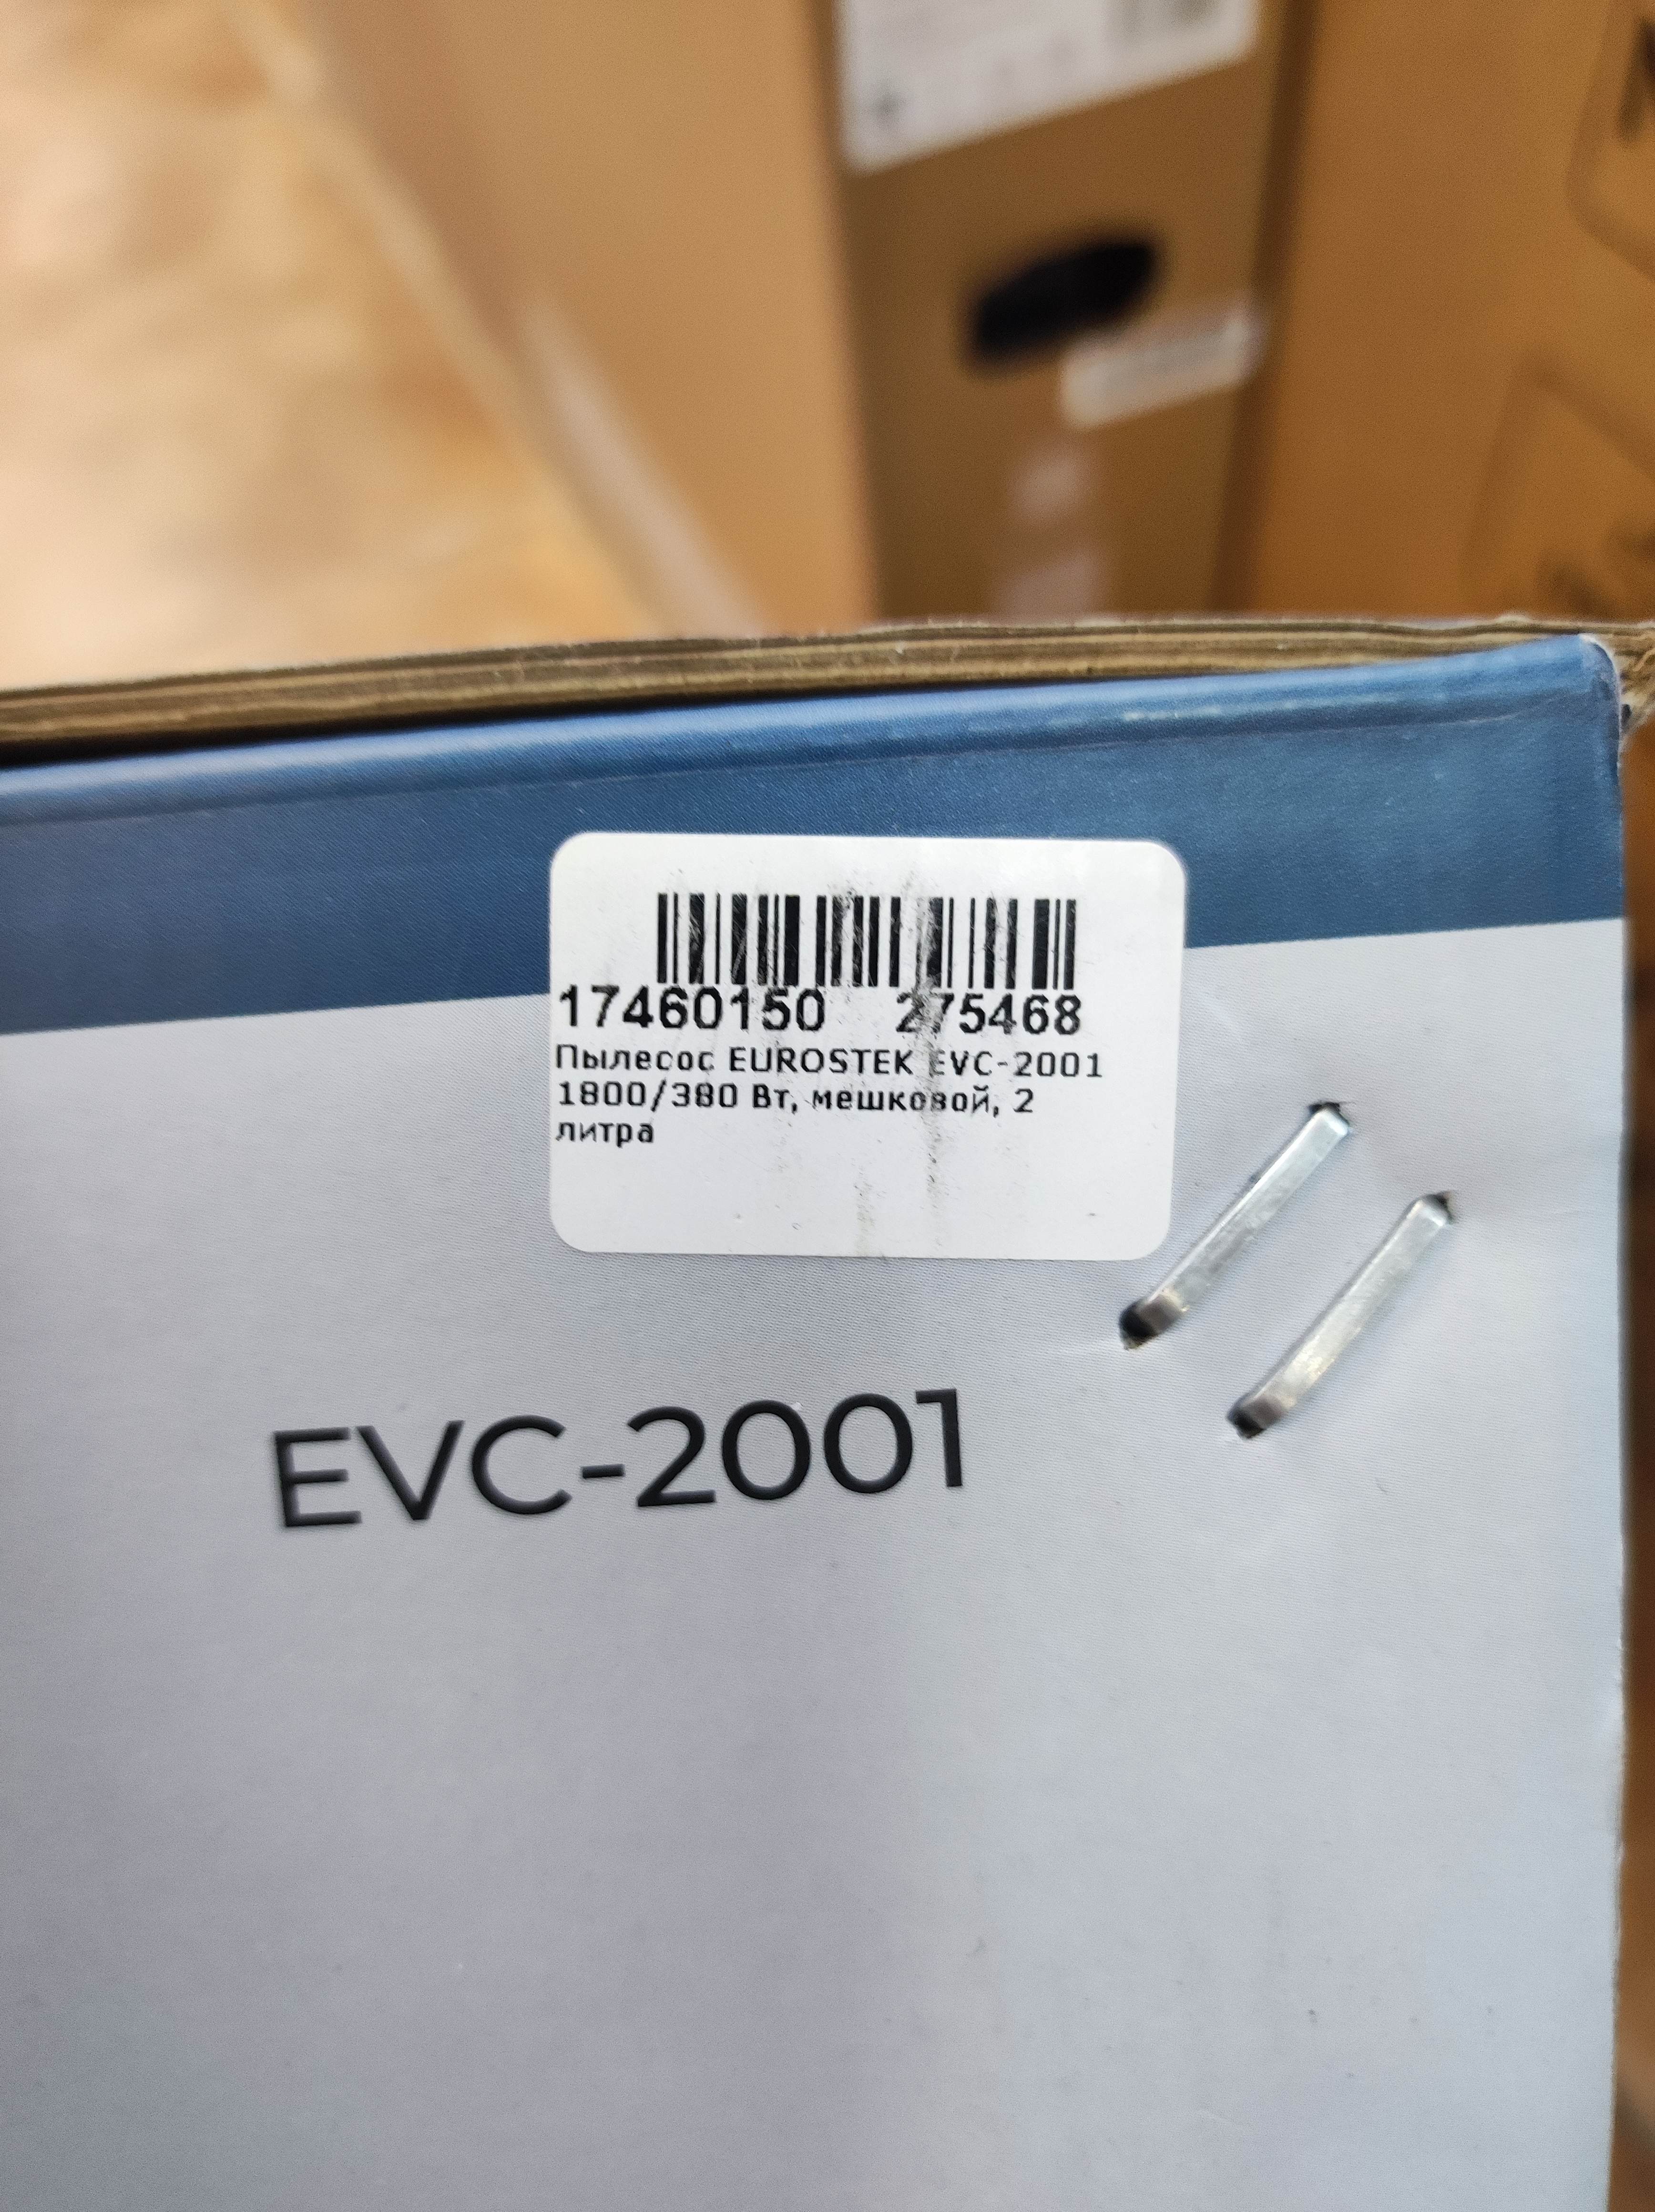 17460150 275468
Пылесос EUROSTEK EVC-2001
1800/380 Вт, мешковой, 2
литра
EVC-2001